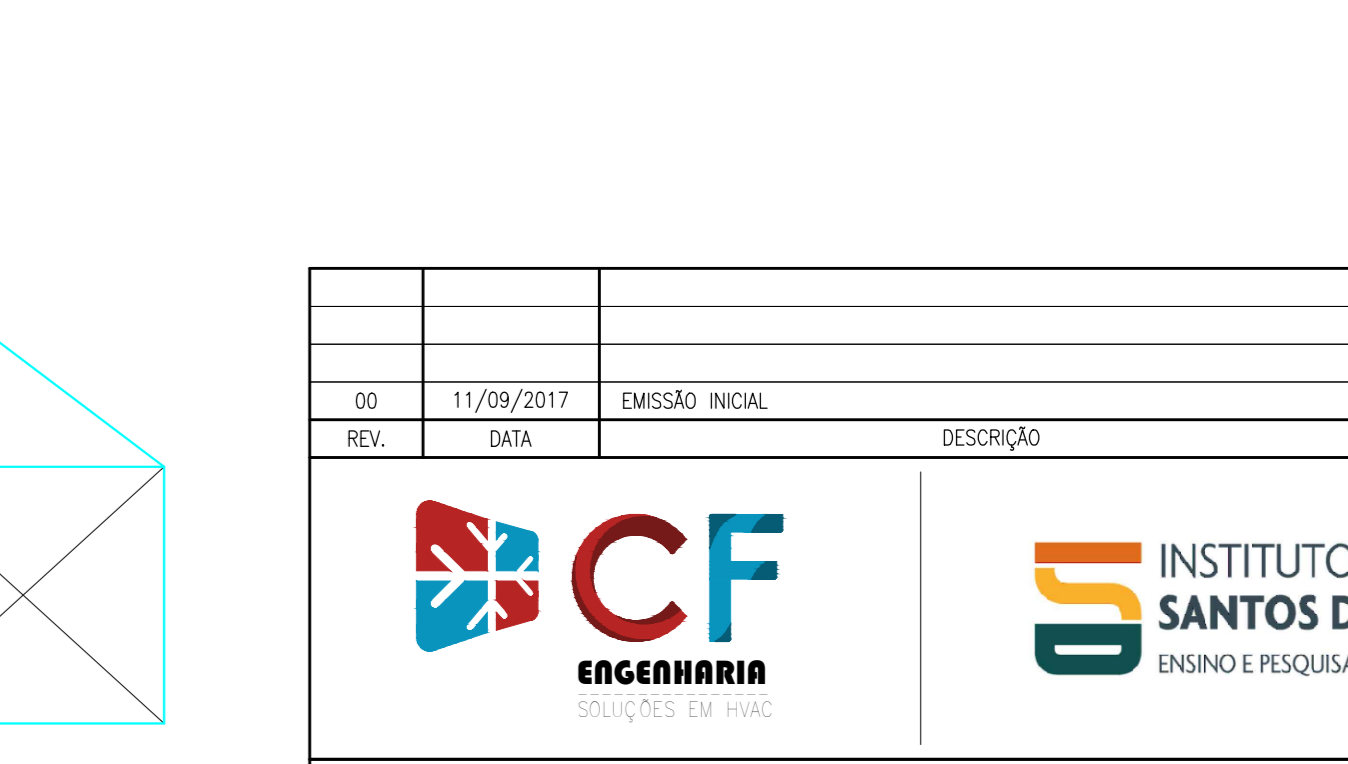 00 11/09/2017 EMISSÃO INICIAL
REV. DATA DESCRIÇÃO
CF
ENGENHARIA
SOLUÇÕES EM HVAC
INSTITUTO
SANTOS D
ENSINO E PESQUISA